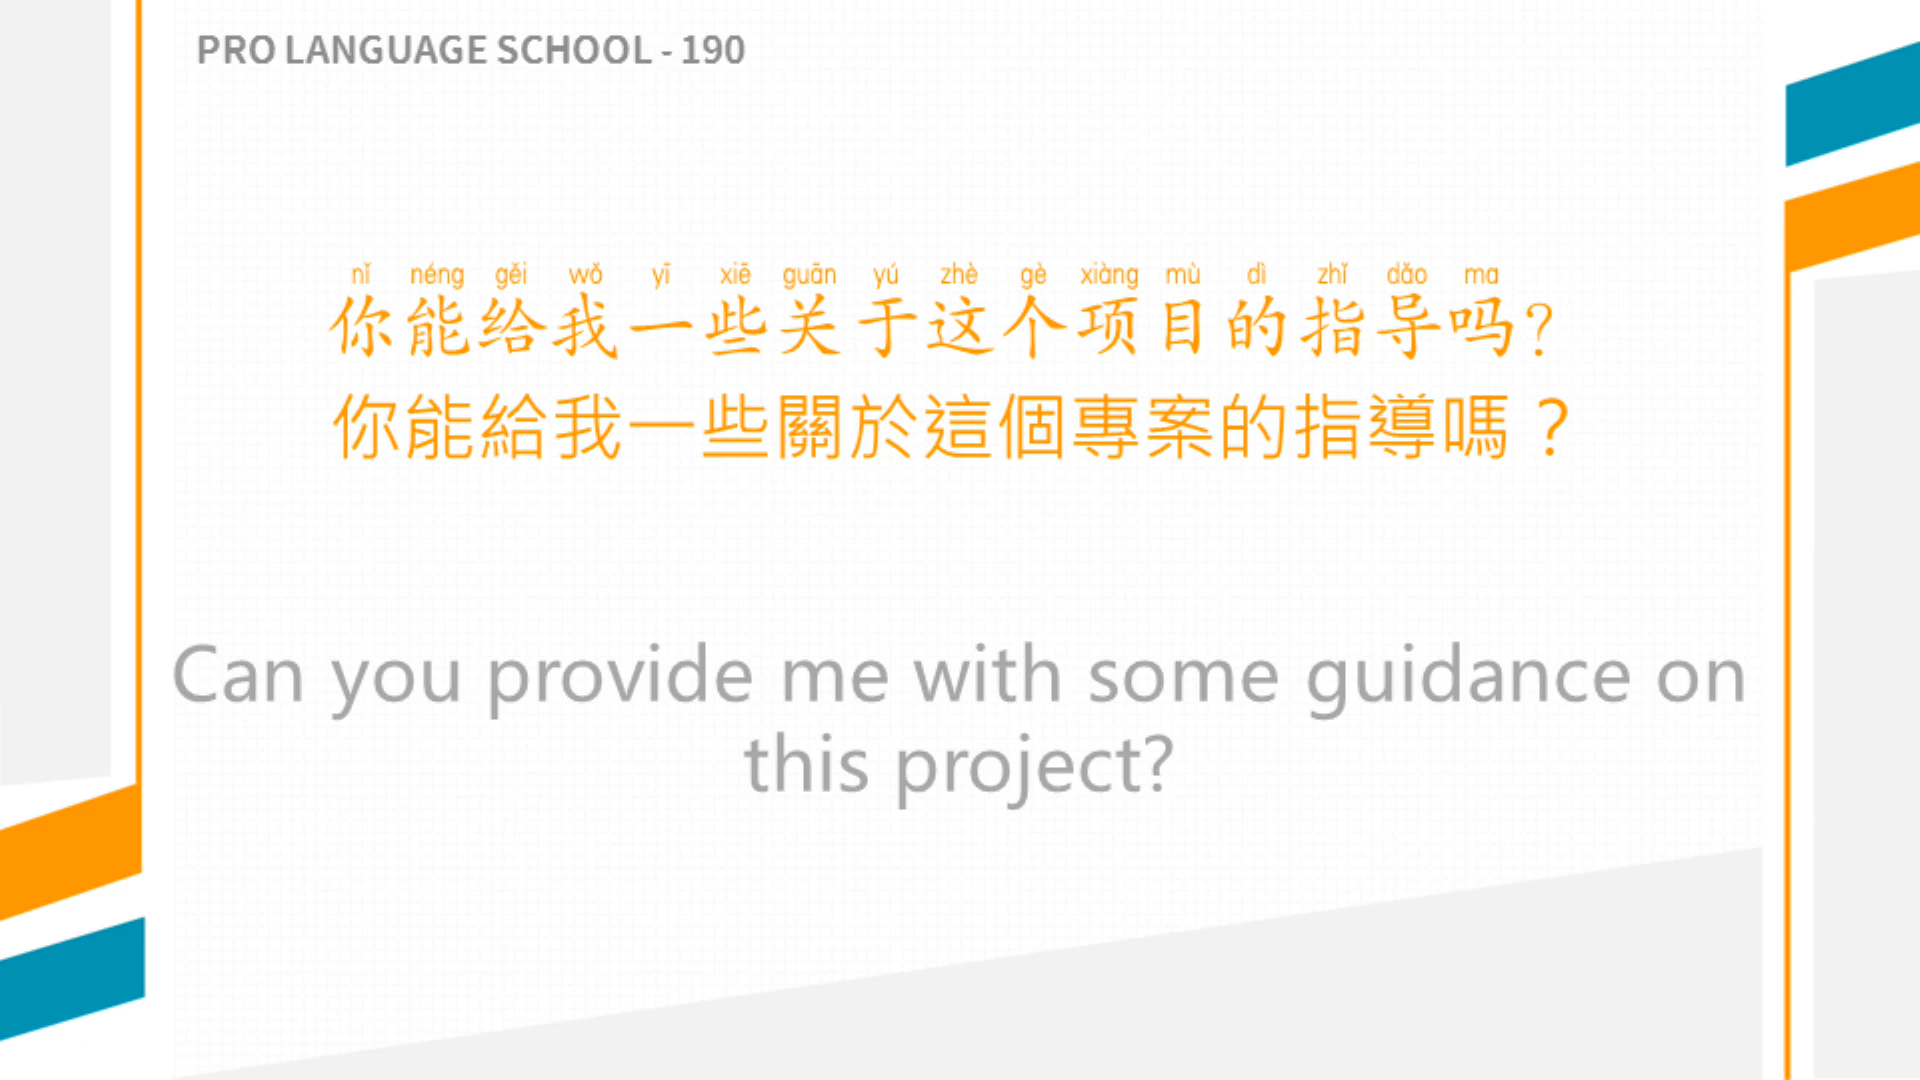 PRO LANGUAGE SCHOOL - 190
nǐ néng gěi wǒ yī xiē guān yú zhè gè xiàng mù dì zhǐ dǎo ma
你能给我一些关于这个项目的指导吗?
你能給我一些關於這個專案的指導嗎？
Can you provide me with some guidance on
this project?